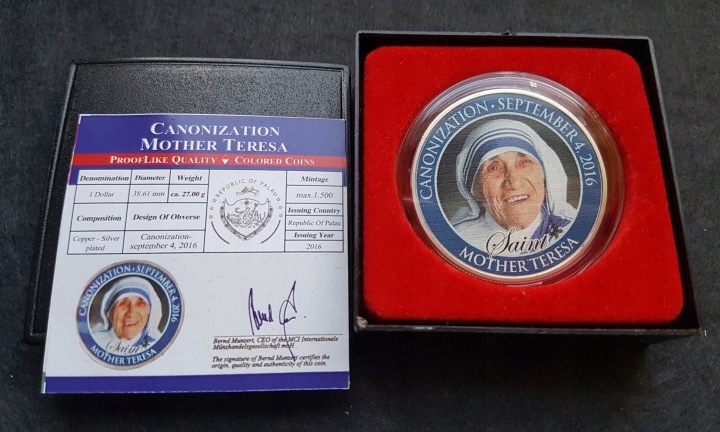 CANONIZATION
MOTHER TERESA
PROOFLIKE QUALITY ♥ COLORED COINS
Denomination Diameter Weight Mintage
1 Dollar 38.61 mm ca. 27.00 g max.1.500
REPUBLIC OF PALAU
Issuing Country
Composition Design Of Obverse Republic Of Palau
Issuing Year
Copper - Silver plated Canonization- september 4, 2016 2016
CANONIZATION • SEPTEMBER 4, 2016
Saint
MOTHER TERESA
Bernd Munzert, CEO of the MCI Internationale
Münzhandelsgesellschaft mbH
The signature of Bernd Munzert certifies the
origin, quality and authenticity of this coin.
CANONIZATION • SEPTEMBER 4, 2016
Saint
MOTHER TERESA